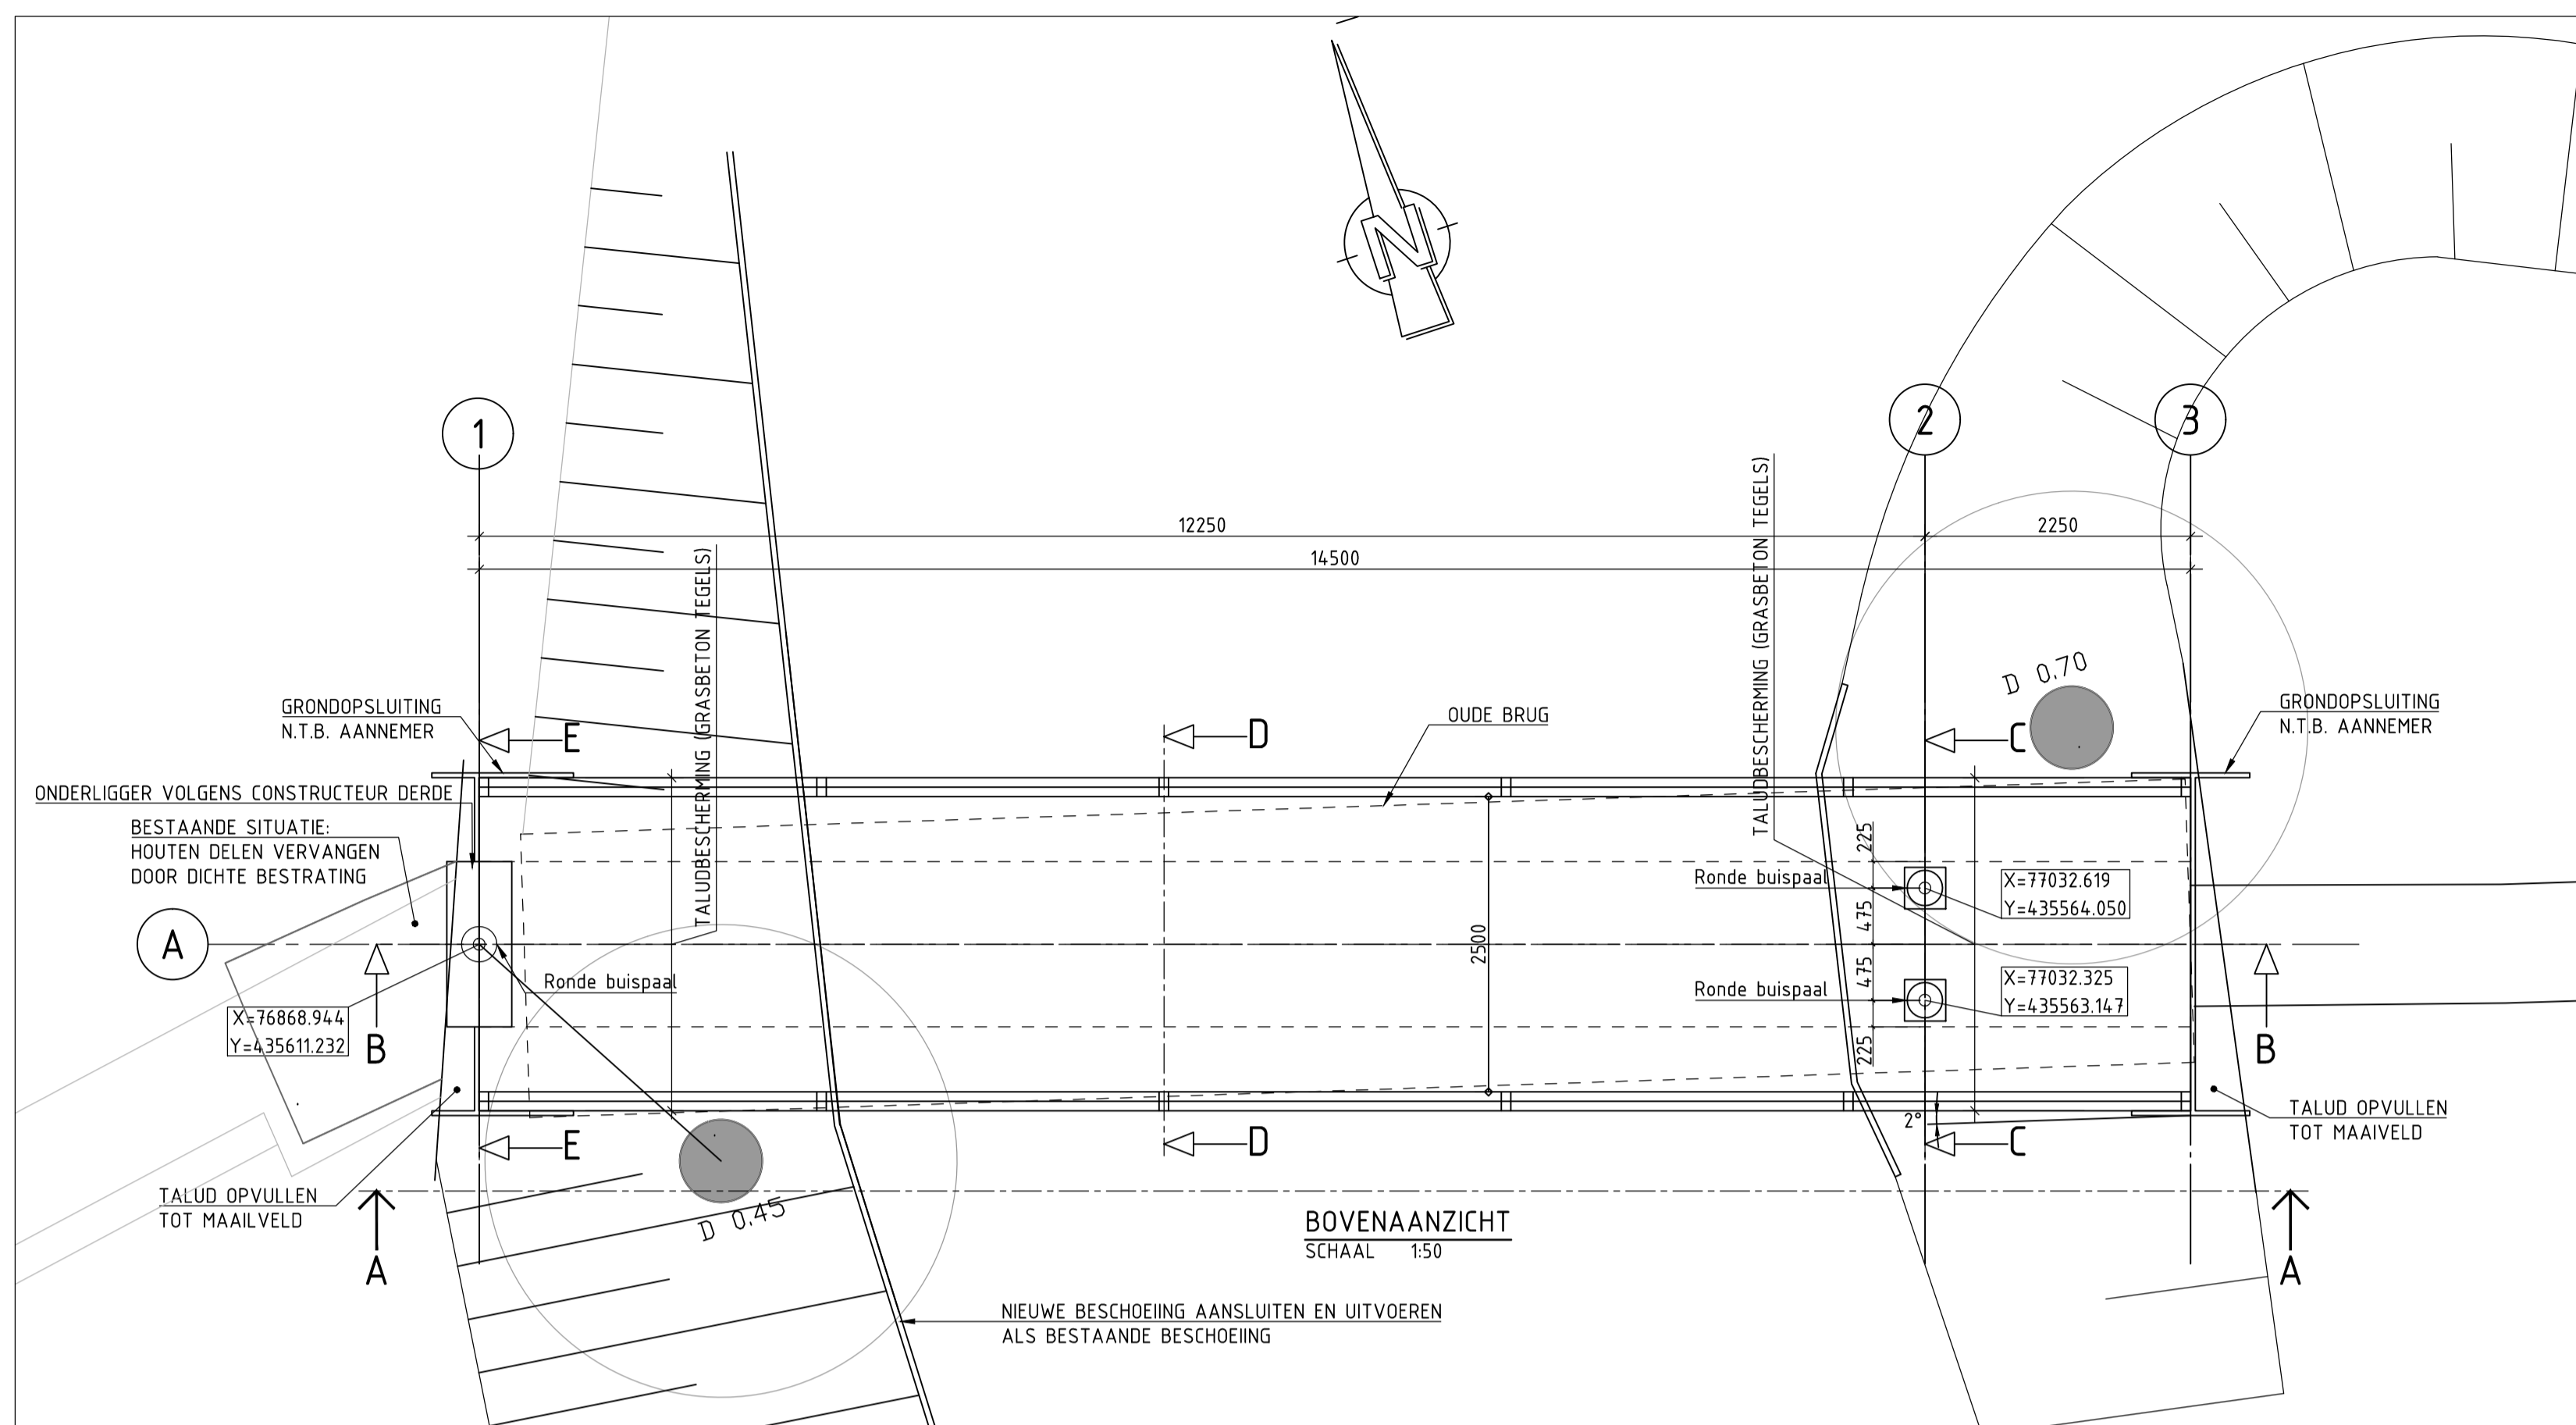 N
1
2
3
12250
2250
14500
TALUDBESCHERMING (GRASBETON TEGELS)
TALUDBESCHERMING (GRASBETON TEGELS)
D 0.70
GRONDOPSLUITING
N.T.B. AANNEMER
E
D
OUDE BRUG
C
GRONDOPSLUITING
N.T.B. AANNEMER
ONDERLIGGER VOLGENS CONSTRUCTEUR DERDE
BESTAANDE SITUATIE:
HOUTEN DELEN VERVANGEN
DOOR DICHTE BESTRATING
225
Ronde buispaal
X=77032.619
Y=435564.050
475
A
2500
Ronde buispaal
475
Ronde buispaal
X=77032.325
Y=435563.147
X=76868.944
Y=435611.232
B
225
B
2°
TALUD OPVULLEN
TOT MAAIVELD
E
D
C
TALUD OPVULLEN
TOT MAAILVELD
D 0.45
BOVENAANZICHT
SCHAAL 1:50
A
A
NIEUWE BESCHOEIING AANSLUITEN EN UITVOEREN
ALS BESTAANDE BESCHOEIING